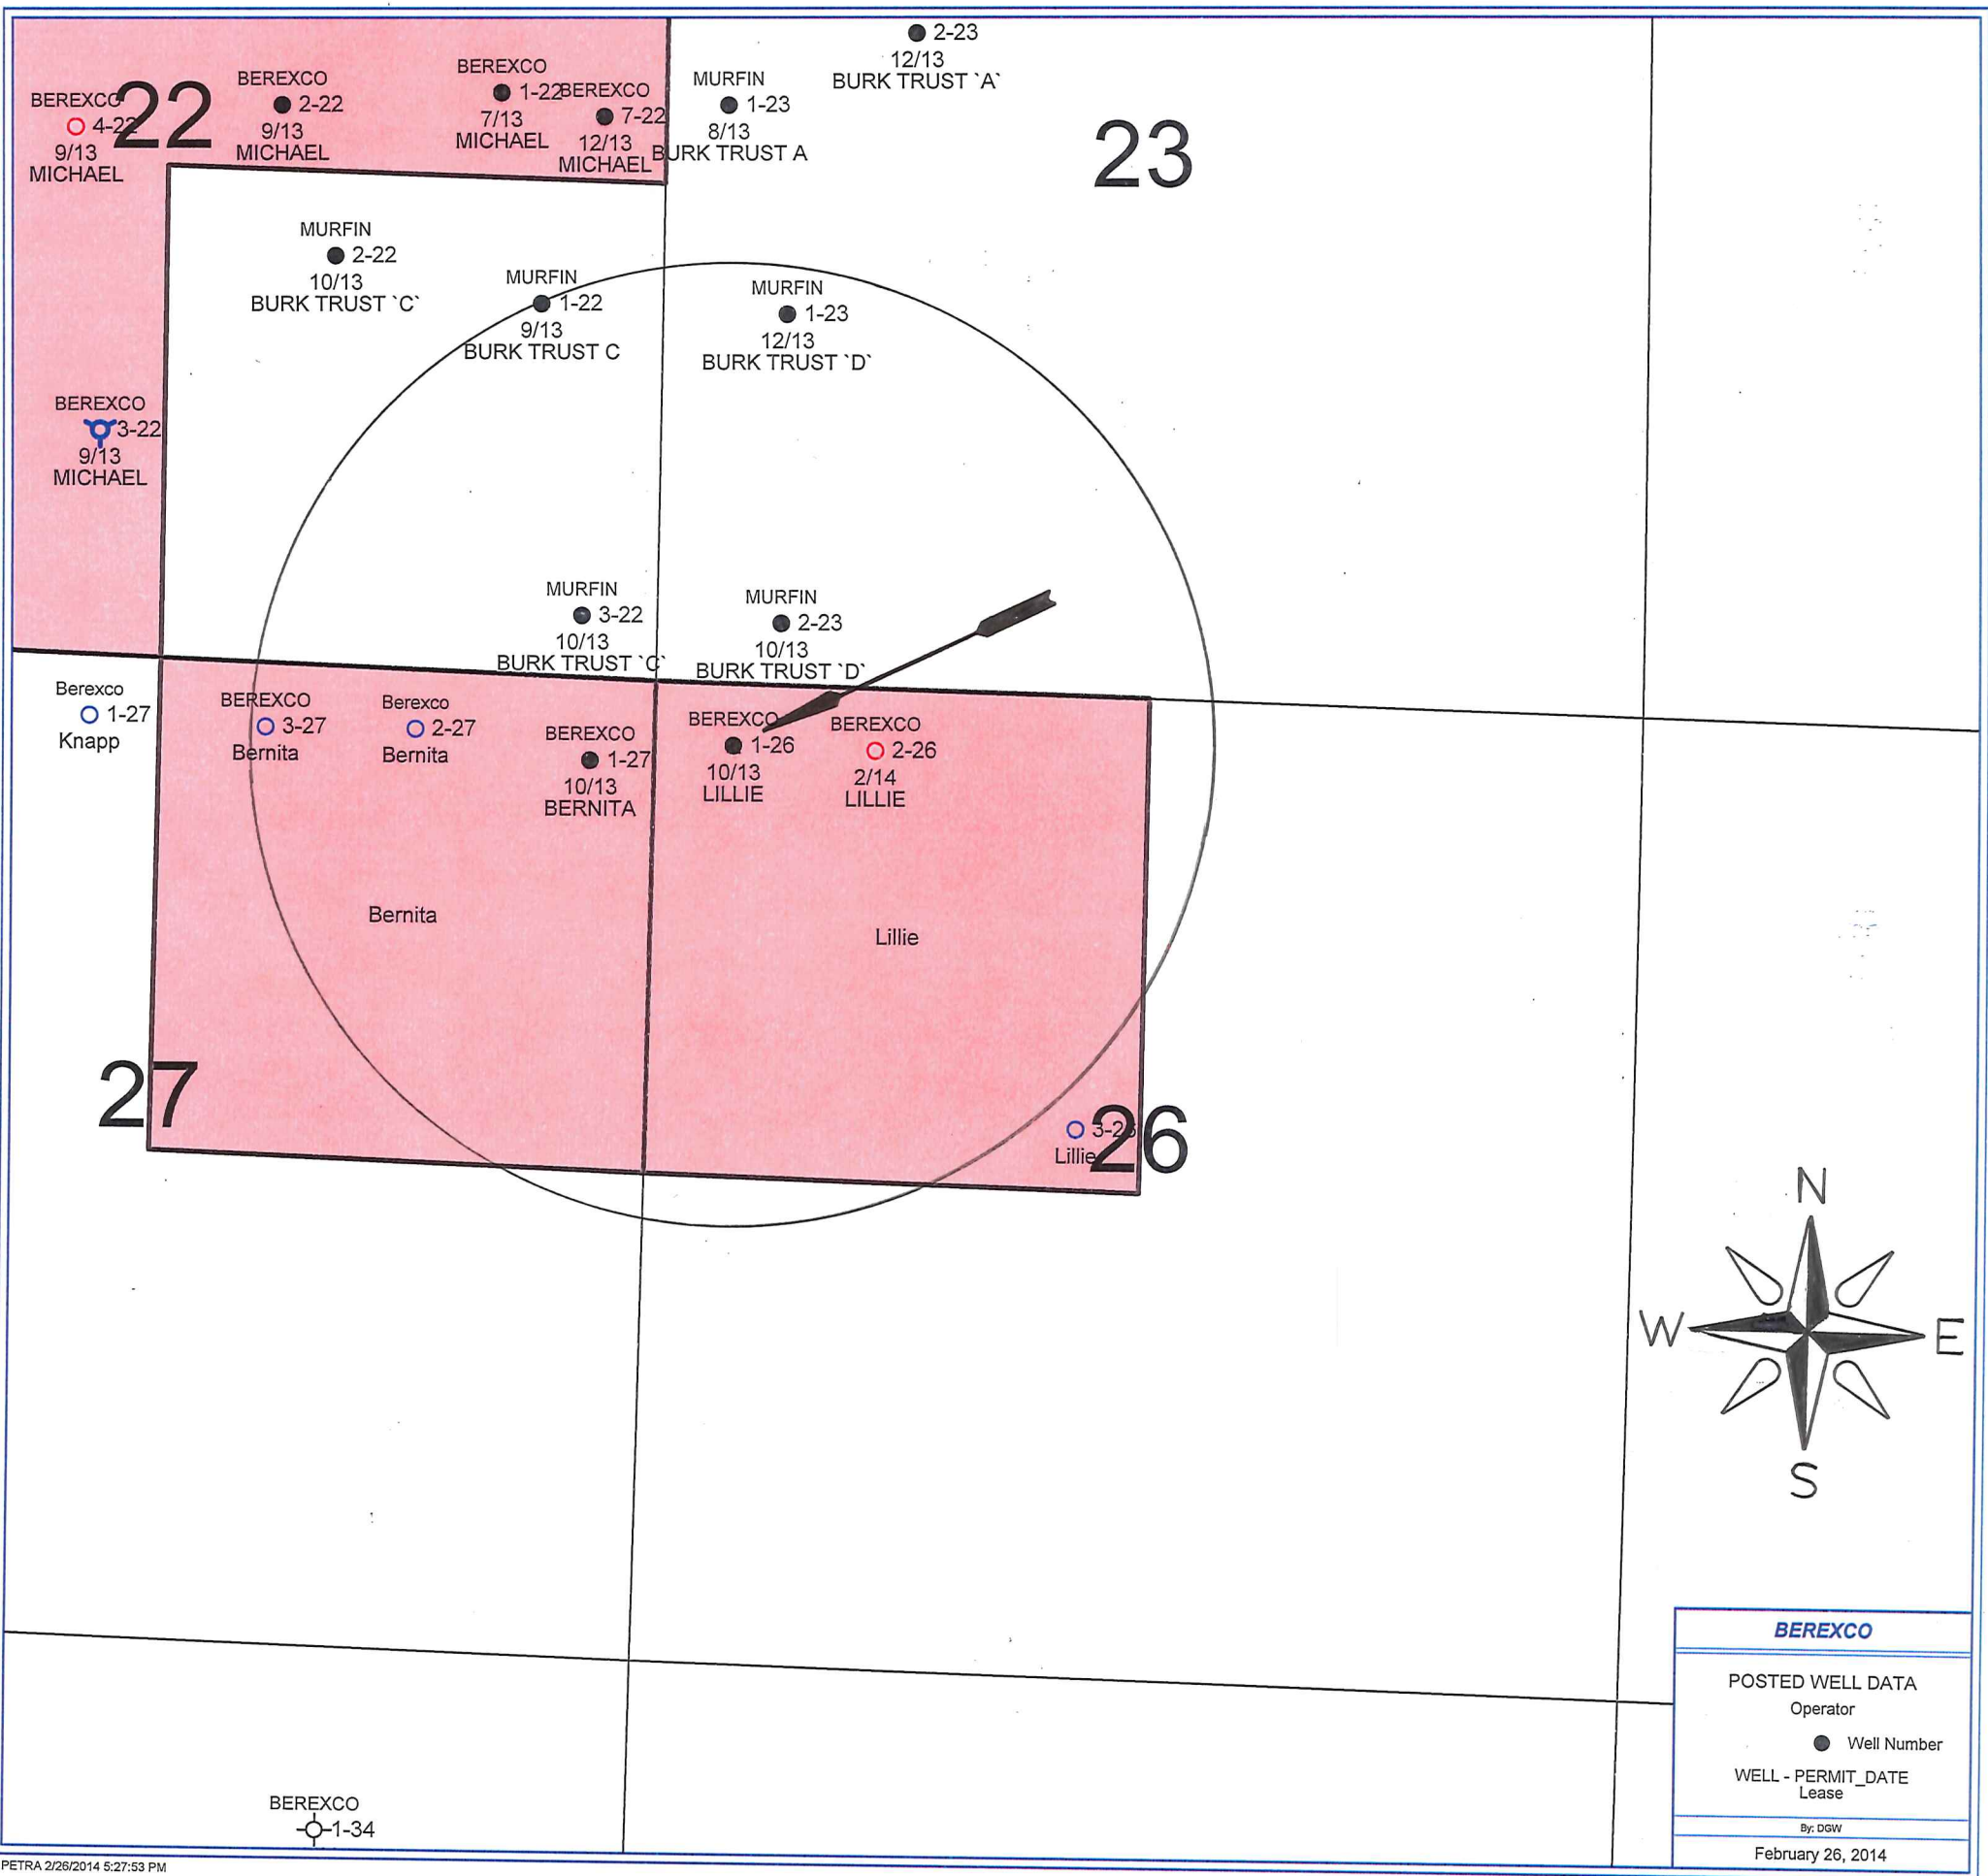 2-23
12/13
BURK TRUST `A`
BEREXCO
4-22
9/13
MICHAEL
22
BEREXCO
2-22
9/13
MICHAEL
BEREXCO
1-22
7/13
MICHAEL
BEREXCO
7-22
12/13
MICHAEL
MURFIN
1-23
8/13
BURK TRUST A
23
MURFIN
2-22
10/13
BURK TRUST `C`
MURFIN
1-22
9/13
BURK TRUST C
MURFIN
1-23
12/13
BURK TRUST `D`
BEREXCO
3-22
9/13
MICHAEL
MURFIN
3-22
10/13
BURK TRUST `C`
MURFIN
2-23
10/13
BURK TRUST `D`
Berexco
1-27
Knapp
BEREXCO
3-27
Bernita
Berexco
2-27
Bernita
BEREXCO
1-27
10/13
BERNITA
BEREXCO
1-26
10/13
LILLIE
BEREXCO
2-26
2/14
LILLIE
Bernita
Lillie
27
3-26
Lillie
26
N
W
E
S
BEREXCO
1-34
BEREXCO
POSTED WELL DATA
Operator
Well Number
WELL - PERMIT_DATE
Lease
By: DGW
February 26, 2014
PETRA 2/26/2014 5:27:53 PM